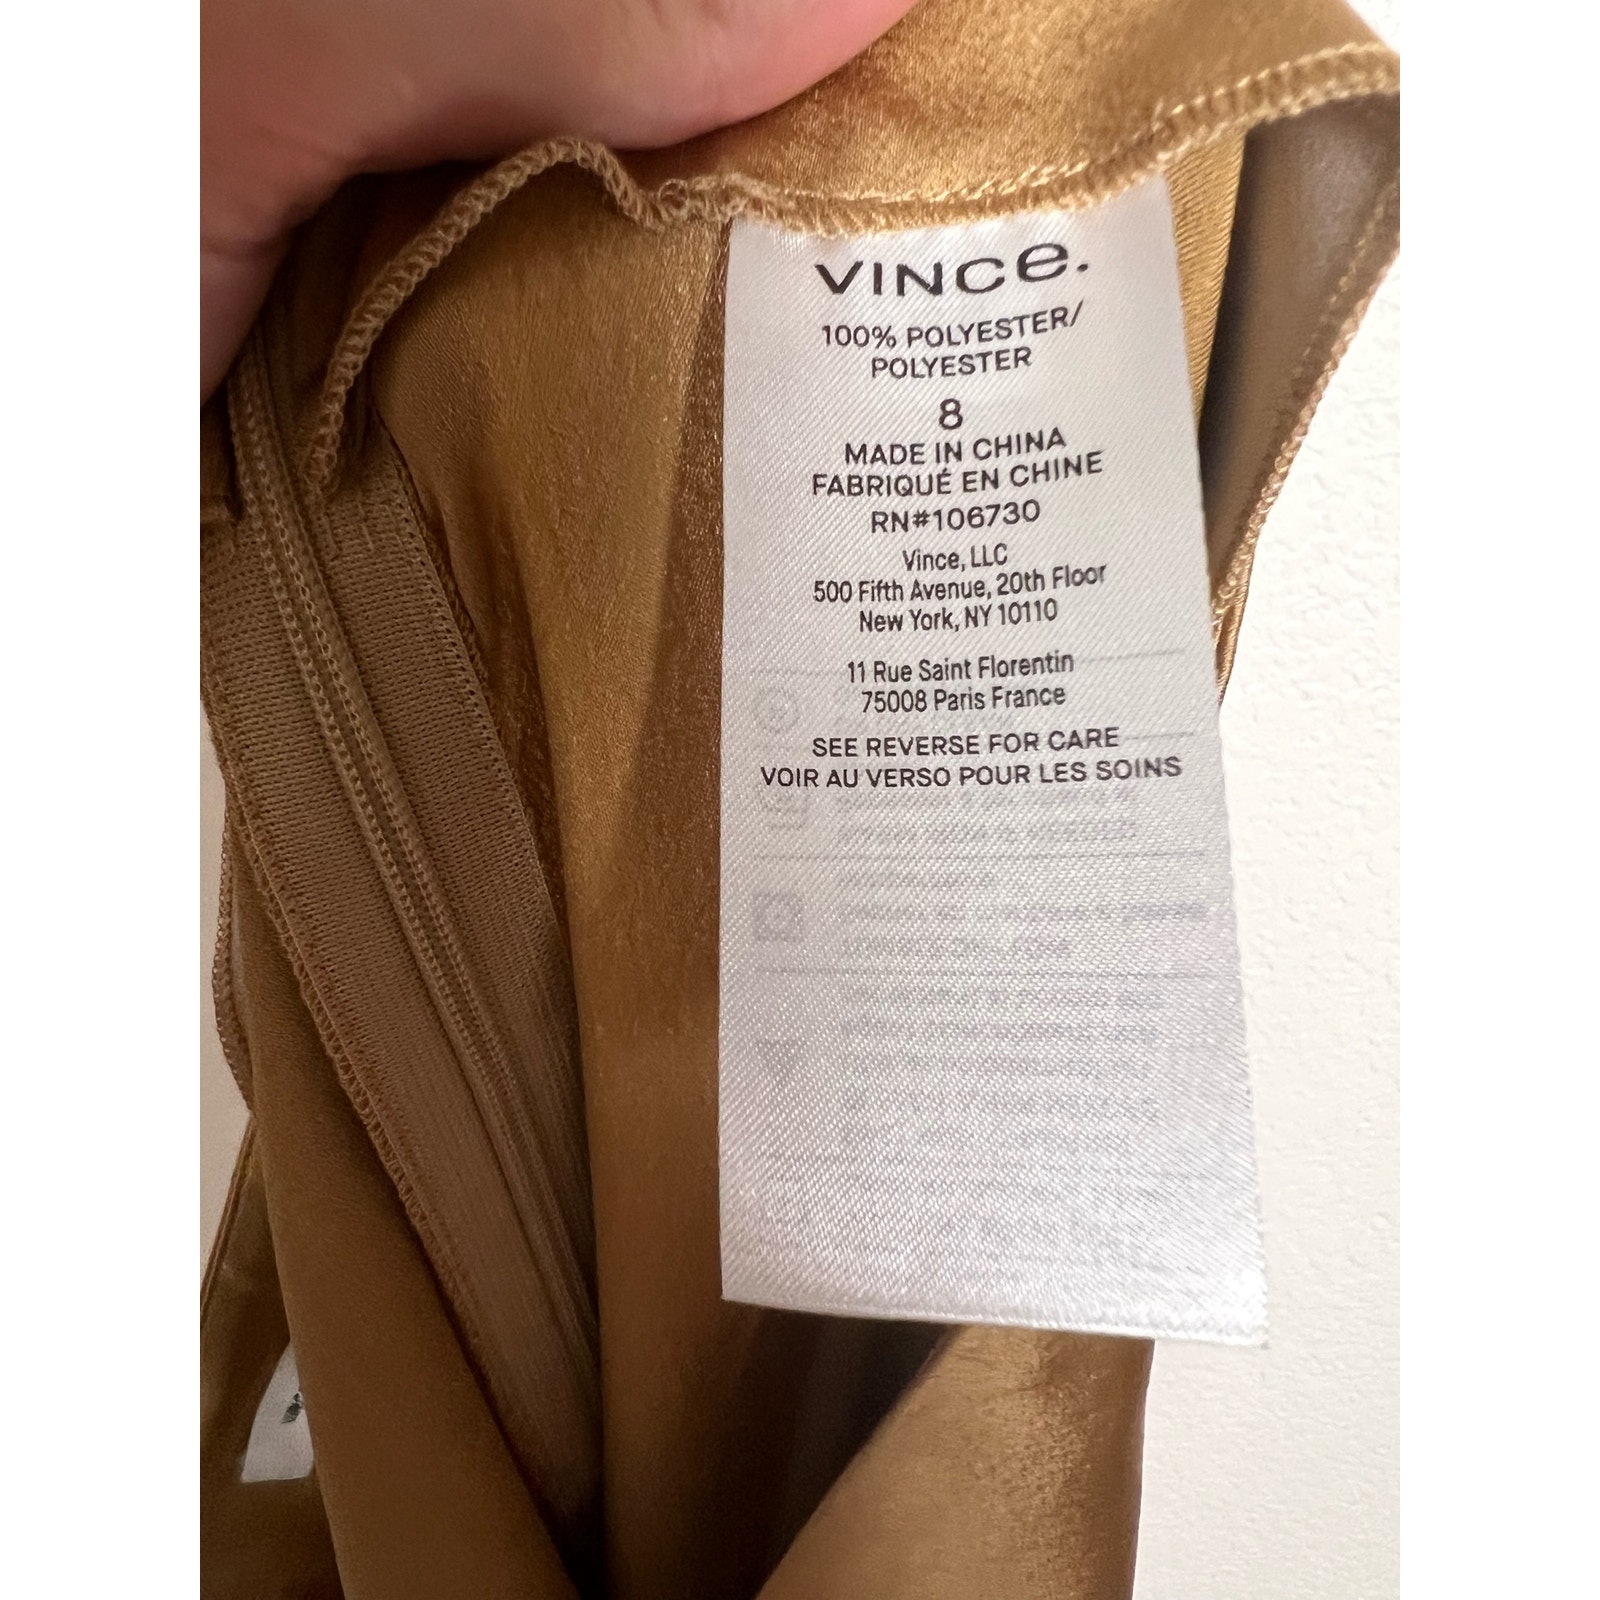 VINCe.
100% POLYESTER/
POLYESTER
8
MADE IN CHINA
FABRIQUÉ EN CHINE
RN#106730
Vince, LLC
500 Fifth Avenue, 20th Floor
New York, NY 10110
11 Rue Saint Florentin
75008 Paris France
SEE REVERSE FOR CARE
VOIR AU VERSO POUR LES SOINS